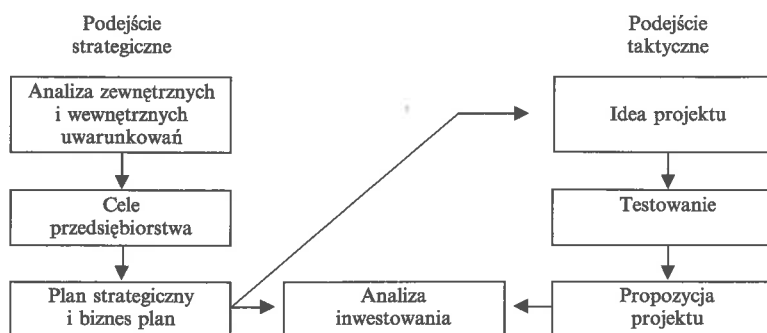 Podejście
strategiczne
Analiza zewnętrznych
i wewnętrznych
uwarunkowań
Cele
przedsiębiorstwa
Plan strategiczny
i biznes plan
Analiza
inwestowania
Podejście
taktyczne
Idea projektu
Testowanie
Propozycja
projektu